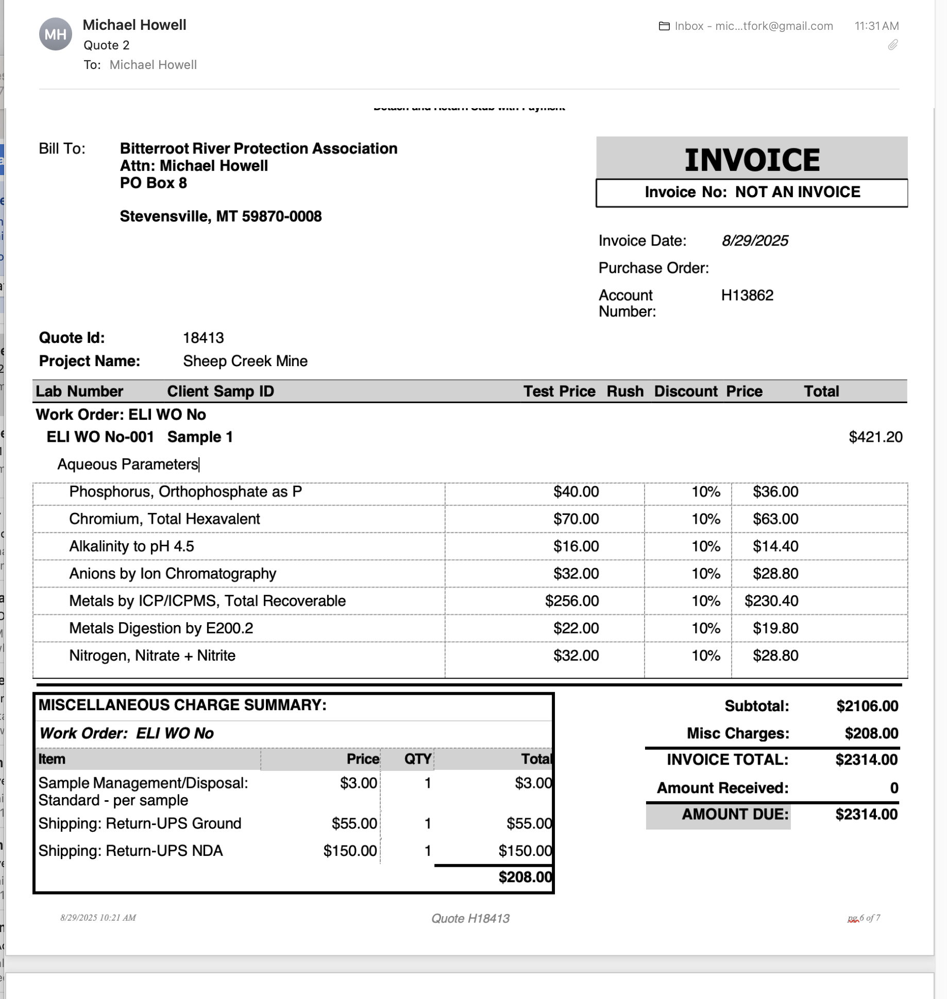 MH
Michael Howell
Inbox - mic...tfork@gmail.com
11:31 AM
Quote 2
To: Michael Howell
Detach and Return Stub with Payment
Bill To:
Bitterroot River Protection Association
Attn: Michael Howell
PO Box 8
Stevensville, MT 59870-0008
INVOICE
Invoice No: NOT AN INVOICE
Invoice Date: 8/29/2025
Purchase Order:
Account Number: H13862
Quote Id: 18413
Project Name: Sheep Creek Mine
Lab Number Client Samp ID Test Price Rush Discount Price Total
Work Order: ELI WO No
ELI WO No-001 Sample 1 $421.20
Aqueous Parameters
Phosphorus, Orthophosphate as P $40.00 10% $36.00
Chromium, Total Hexavalent $70.00 10% $63.00
Alkalinity to pH 4.5 $16.00 10% $14.40
Anions by Ion Chromatography $32.00 10% $28.80
Metals by ICP/ICPMS, Total Recoverable $256.00 10% $230.40
Metals Digestion by E200.2 $22.00 10% $19.80
Nitrogen, Nitrate + Nitrite $32.00 10% $28.80
MISCELLANEOUS CHARGE SUMMARY:
Work Order: ELI WO No
Item Price QTY Total
Sample Management/Disposal: Standard - per sample $3.00 1 $3.00
Shipping: Return-UPS Ground $55.00 1 $55.00
Shipping: Return-UPS NDA $150.00 1 $150.00
$208.00
Subtotal: $2106.00
Misc Charges: $208.00
INVOICE TOTAL: $2314.00
Amount Received: 0
AMOUNT DUE: $2314.00
8/29/2025 10:21 AM
Quote H18413
pg.6 of 7